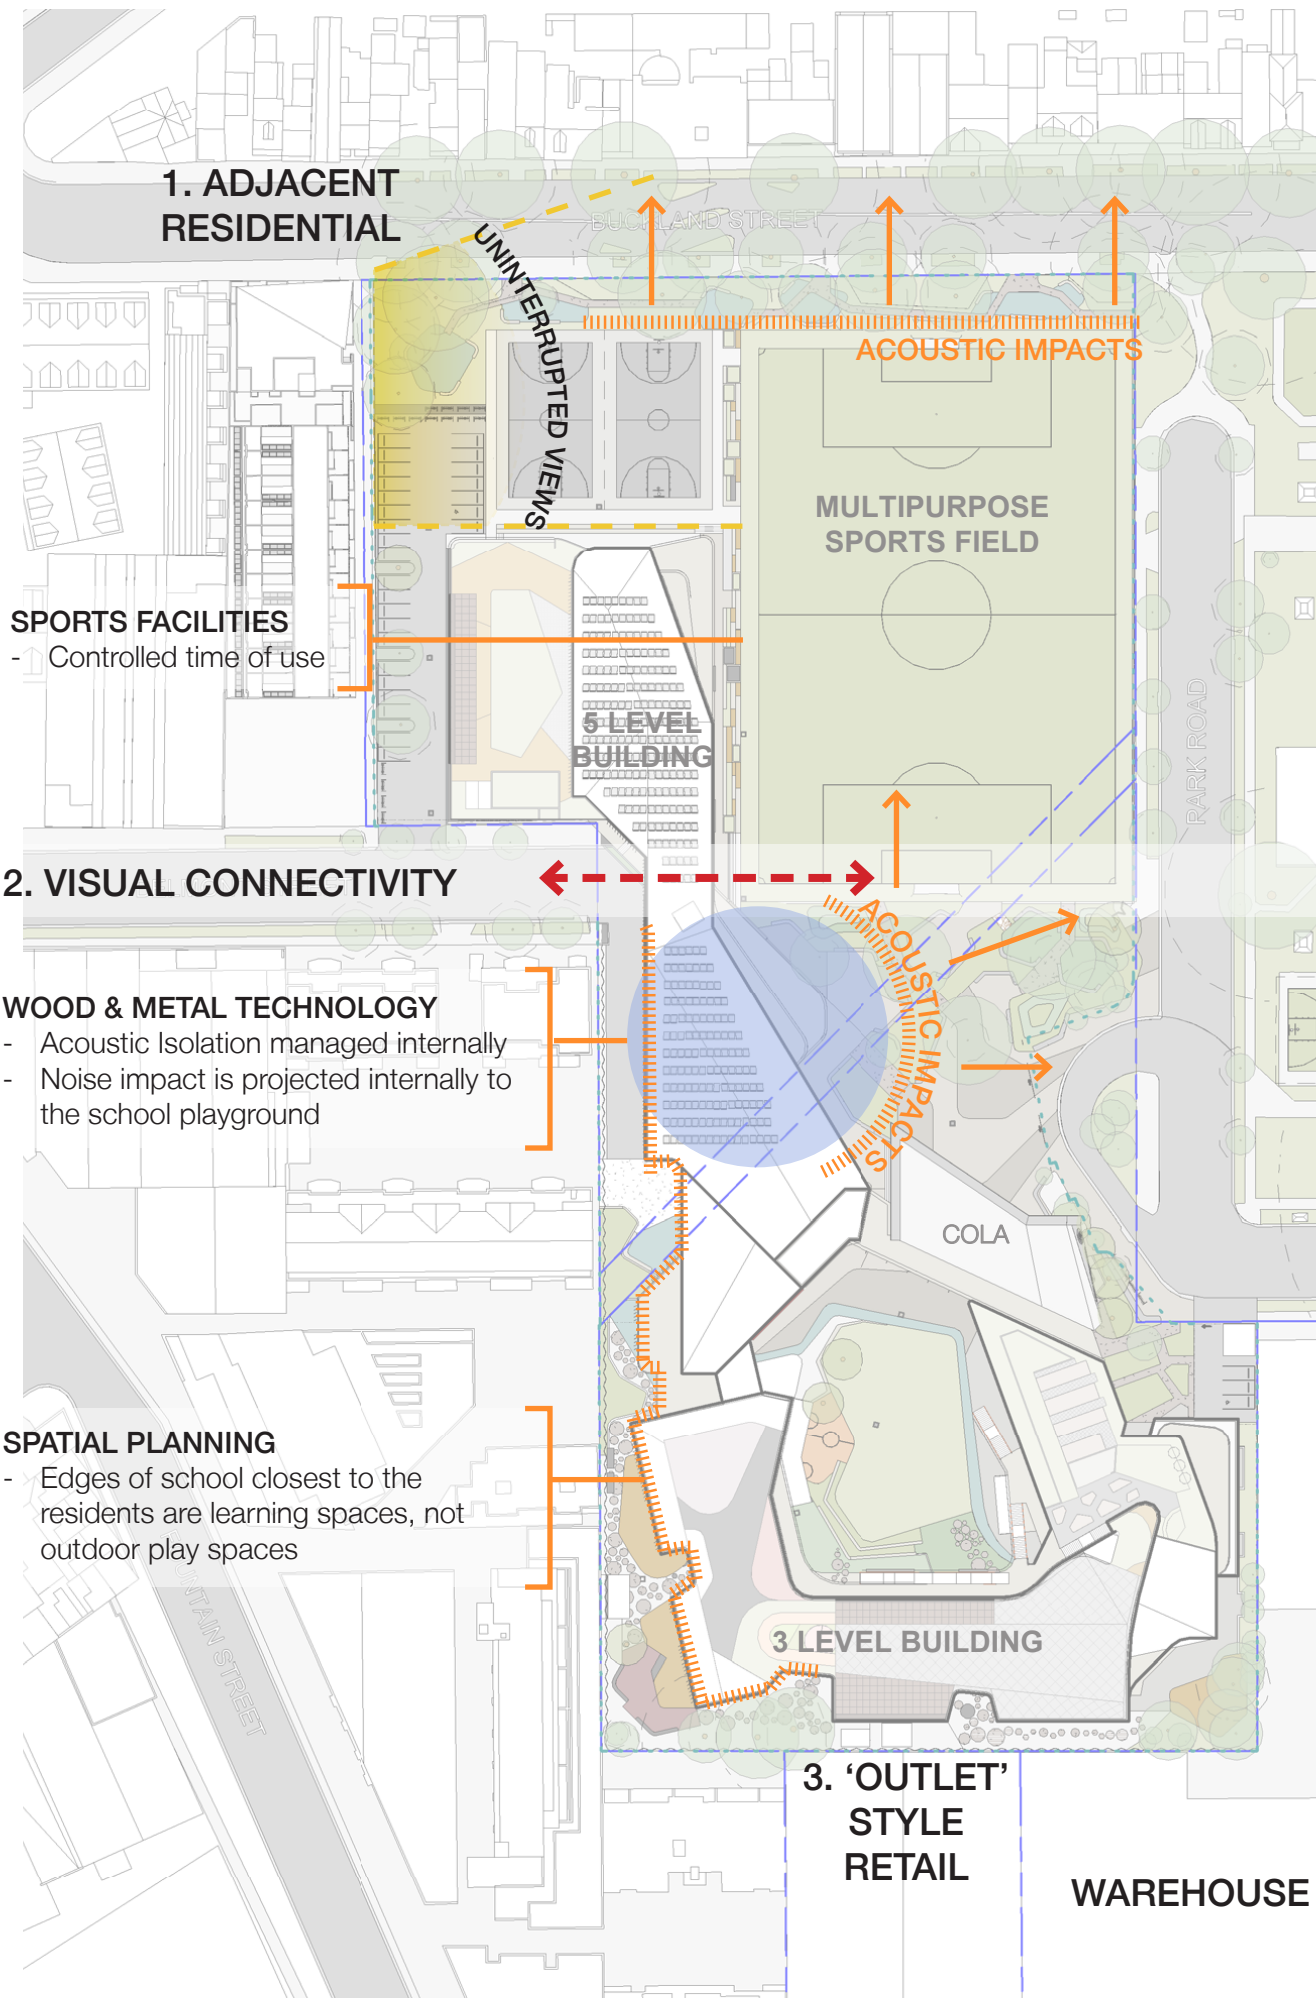 1. ADJACENT
RESIDENTIAL
BUCKLAND STREET
UNINTERRUPTED VIEWS
ACOUSTIC IMPACTS
MULTIPURPOSE
SPORTS FIELD
SPORTS FACILITIES
- Controlled time of use
5 LEVEL
BUILDING
PARK ROAD
2. VISUAL CONNECTIVITY
ACOUSTIC IMPACTS
WOOD & METAL TECHNOLOGY
- Acoustic Isolation managed internally
- Noise impact is projected internally to
the school playground
COLA
SPATIAL PLANNING
- Edges of school closest to the
residents are learning spaces, not
outdoor play spaces
FOUNTAIN STREET
3 LEVEL BUILDING
3. ‘OUTLET’
STYLE
RETAIL
WAREHOUSE